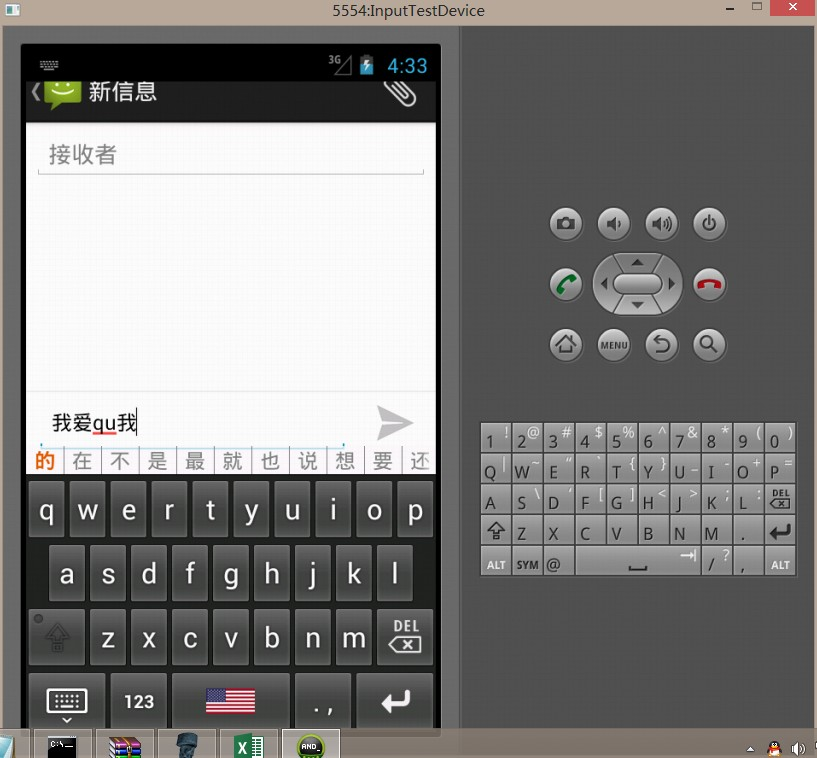 5554:InputTestDevice
3G 4:33
新信息
接收者
我爱qu我
的 在 不 是 最 就 也 说 想 要 还
q w e r t y u i o p
a s d f g h j k l
z x c v b n m DEL
123 . ,
MENU
1 ! 2 @ 3 # 4 $ 5 % 6 ^ 7 & 8 * 9 ( 0 )
Q | W ~ E " R ` T { Y } U _ I - O + P =
A S \ D ' F [ G ] H < J > K ; L : DEL
Z X C V B N M .
ALT SYM @ / ? , ALT
C:\_ X AND_